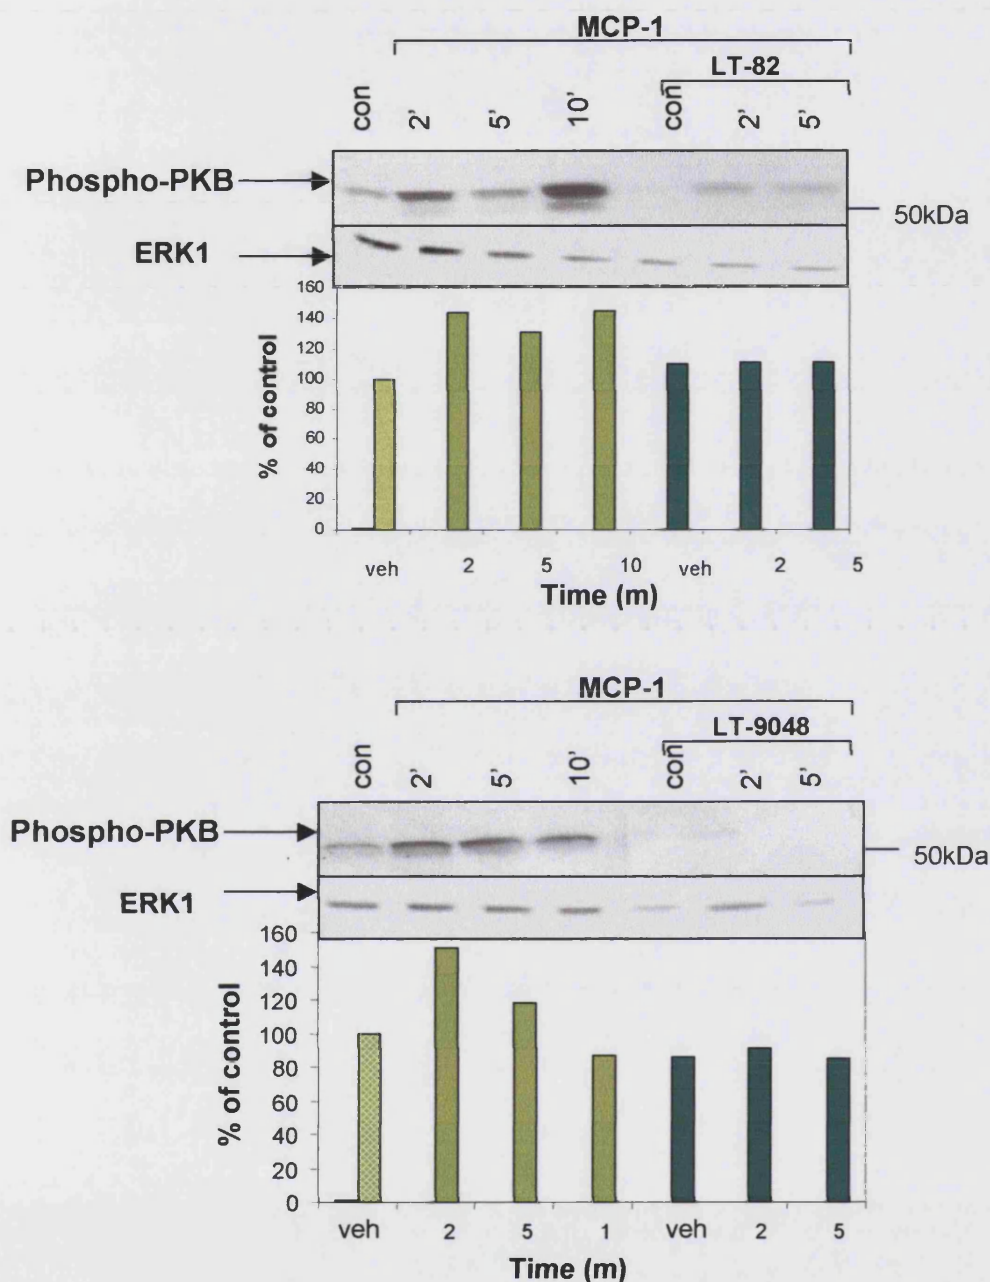 MCP-1
LT-82
con 2' 5' 10' con 2' 5'
Phospho-PKB
50kDa
ERK1
160
140
120
100
80
60
40
20
0
% of control
veh 2 5 10 veh 2 5
Time (m)
MCP-1
LT-9048
con 2' 5' 10' con 2' 5'
Phospho-PKB
50kDa
ERK1
160
140
120
100
80
60
40
20
0
% of control
veh 2 5 1 veh 2 5
Time (m)